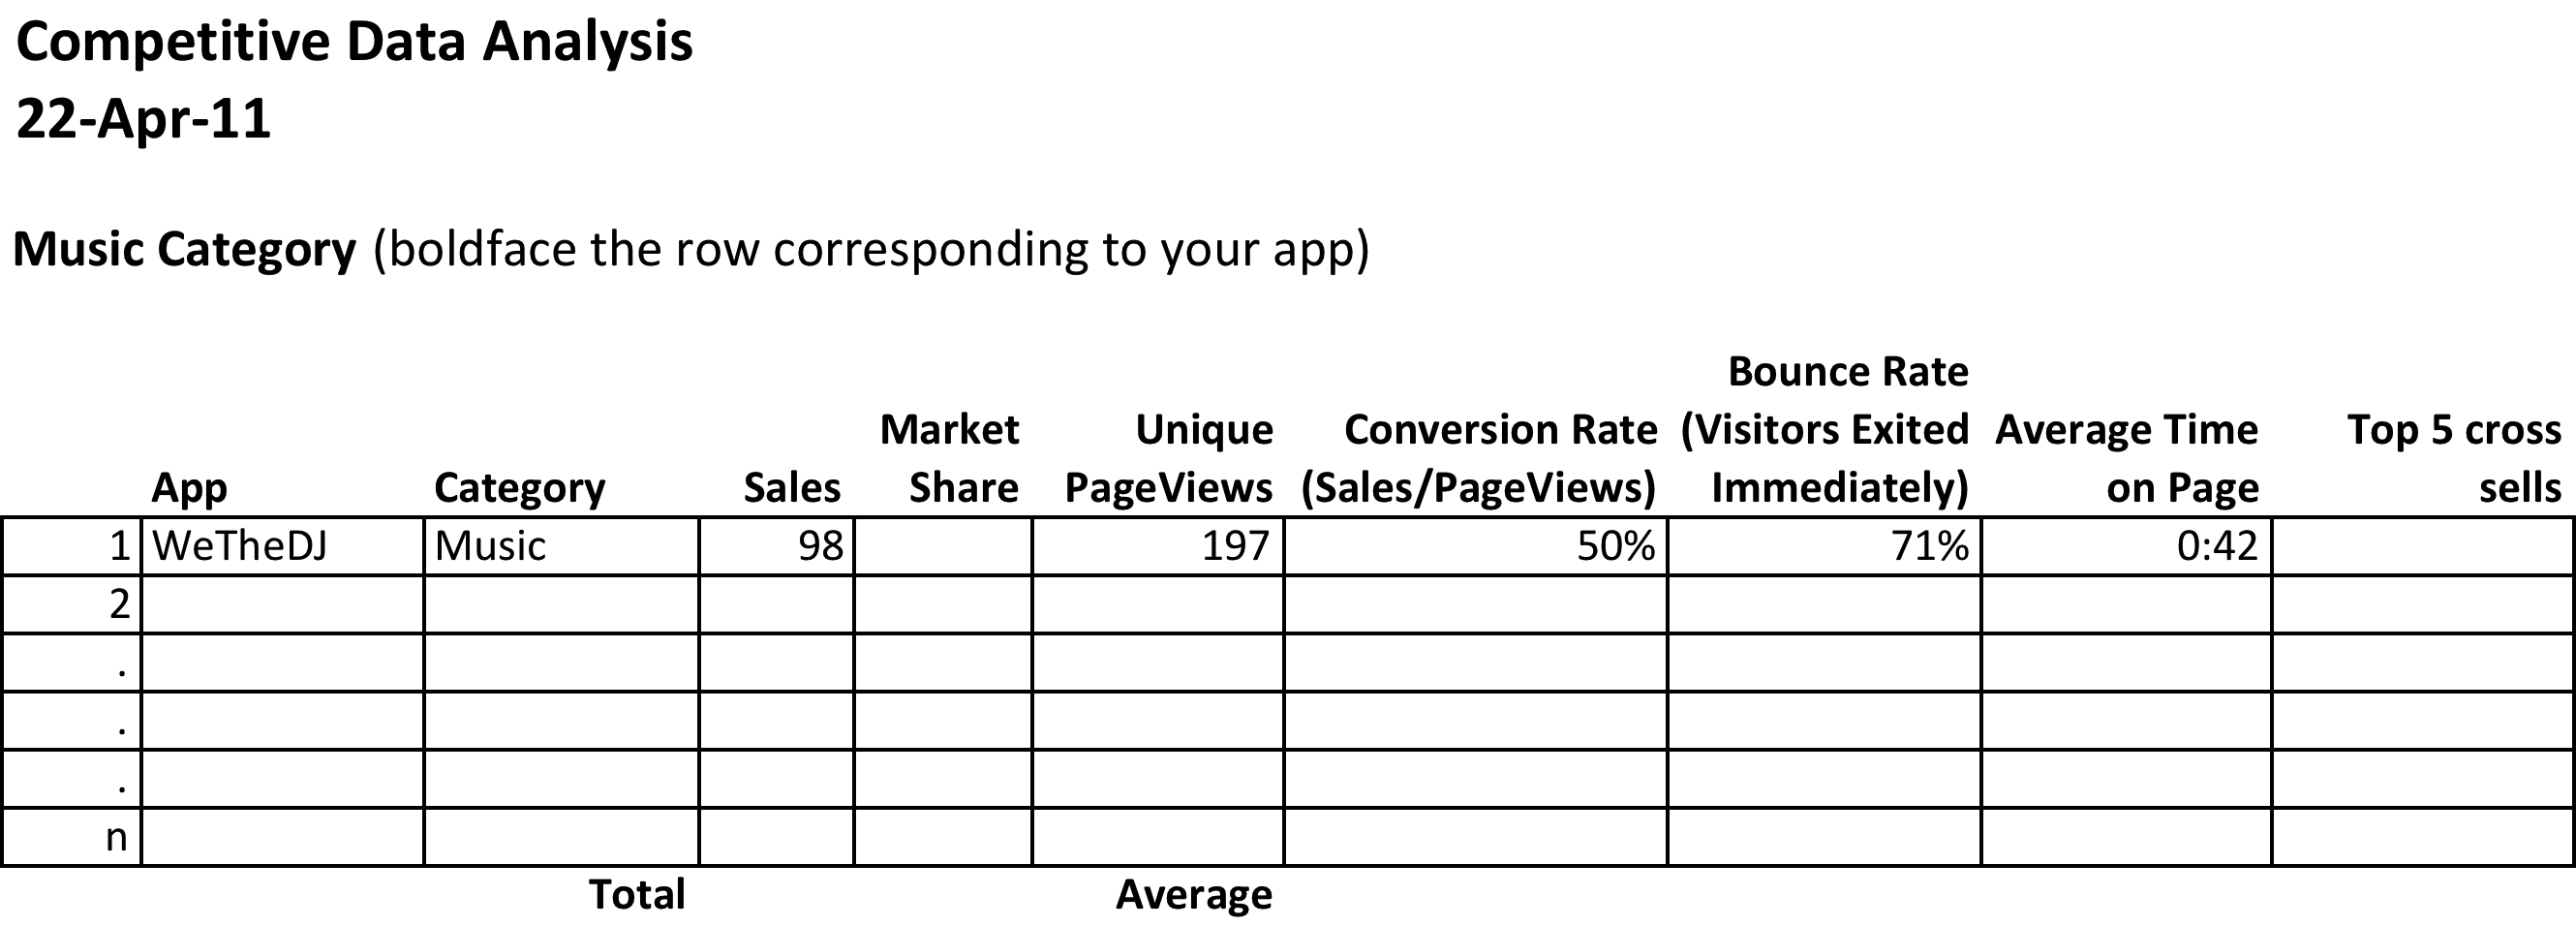 Competitive Data Analysis
22-Apr-11
Music Category (boldface the row corresponding to your app)
App Category Sales Market Share Unique PageViews Conversion Rate (Sales/PageViews) Bounce Rate (Visitors Exited Immediately) Average Time on Page Top 5 cross sells
1 WeTheDJ Music 98 197 50% 71% 0:42
2
.
.
.
n
Total Average